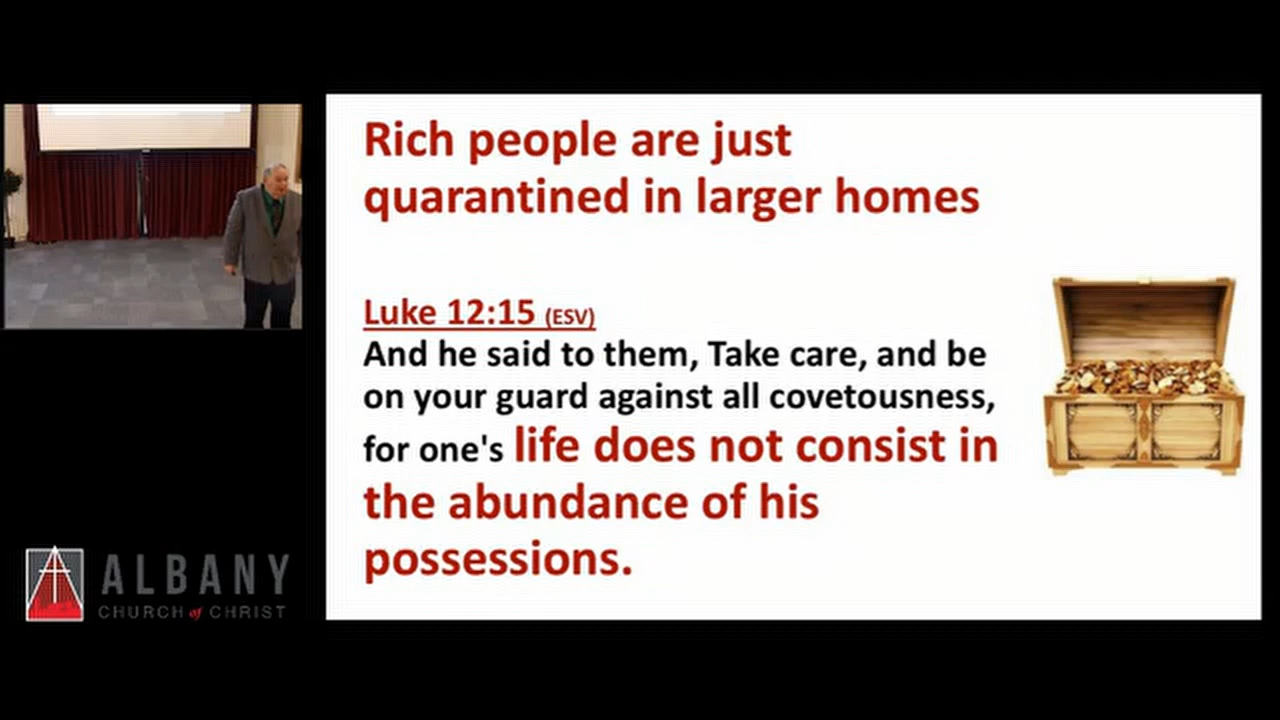 Rich people are just
quarantined in larger homes
Luke 12:15 (ESV)
And he said to them, Take care, and be
on your guard against all covetousness,
for one's life does not consist in
the abundance of his
possessions.
ALBANY
CHURCH of CHRIST